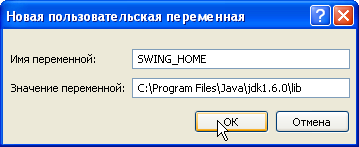 Новая пользовательская переменная
Имя переменной: SWING_HOME
Значение переменной: C:\Program Files\Java\jdk1.6.0\lib
OK Отмена